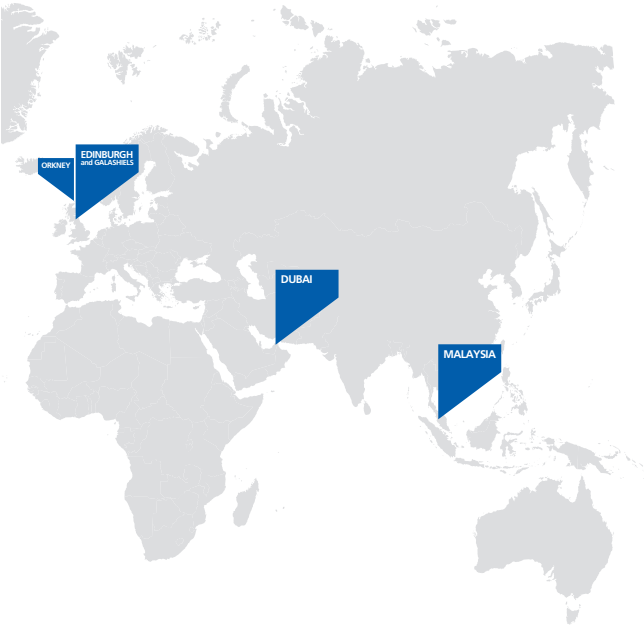 EDINBURGH
and GALASHIELS
ORKNEY
DUBAI
MALAYSIA